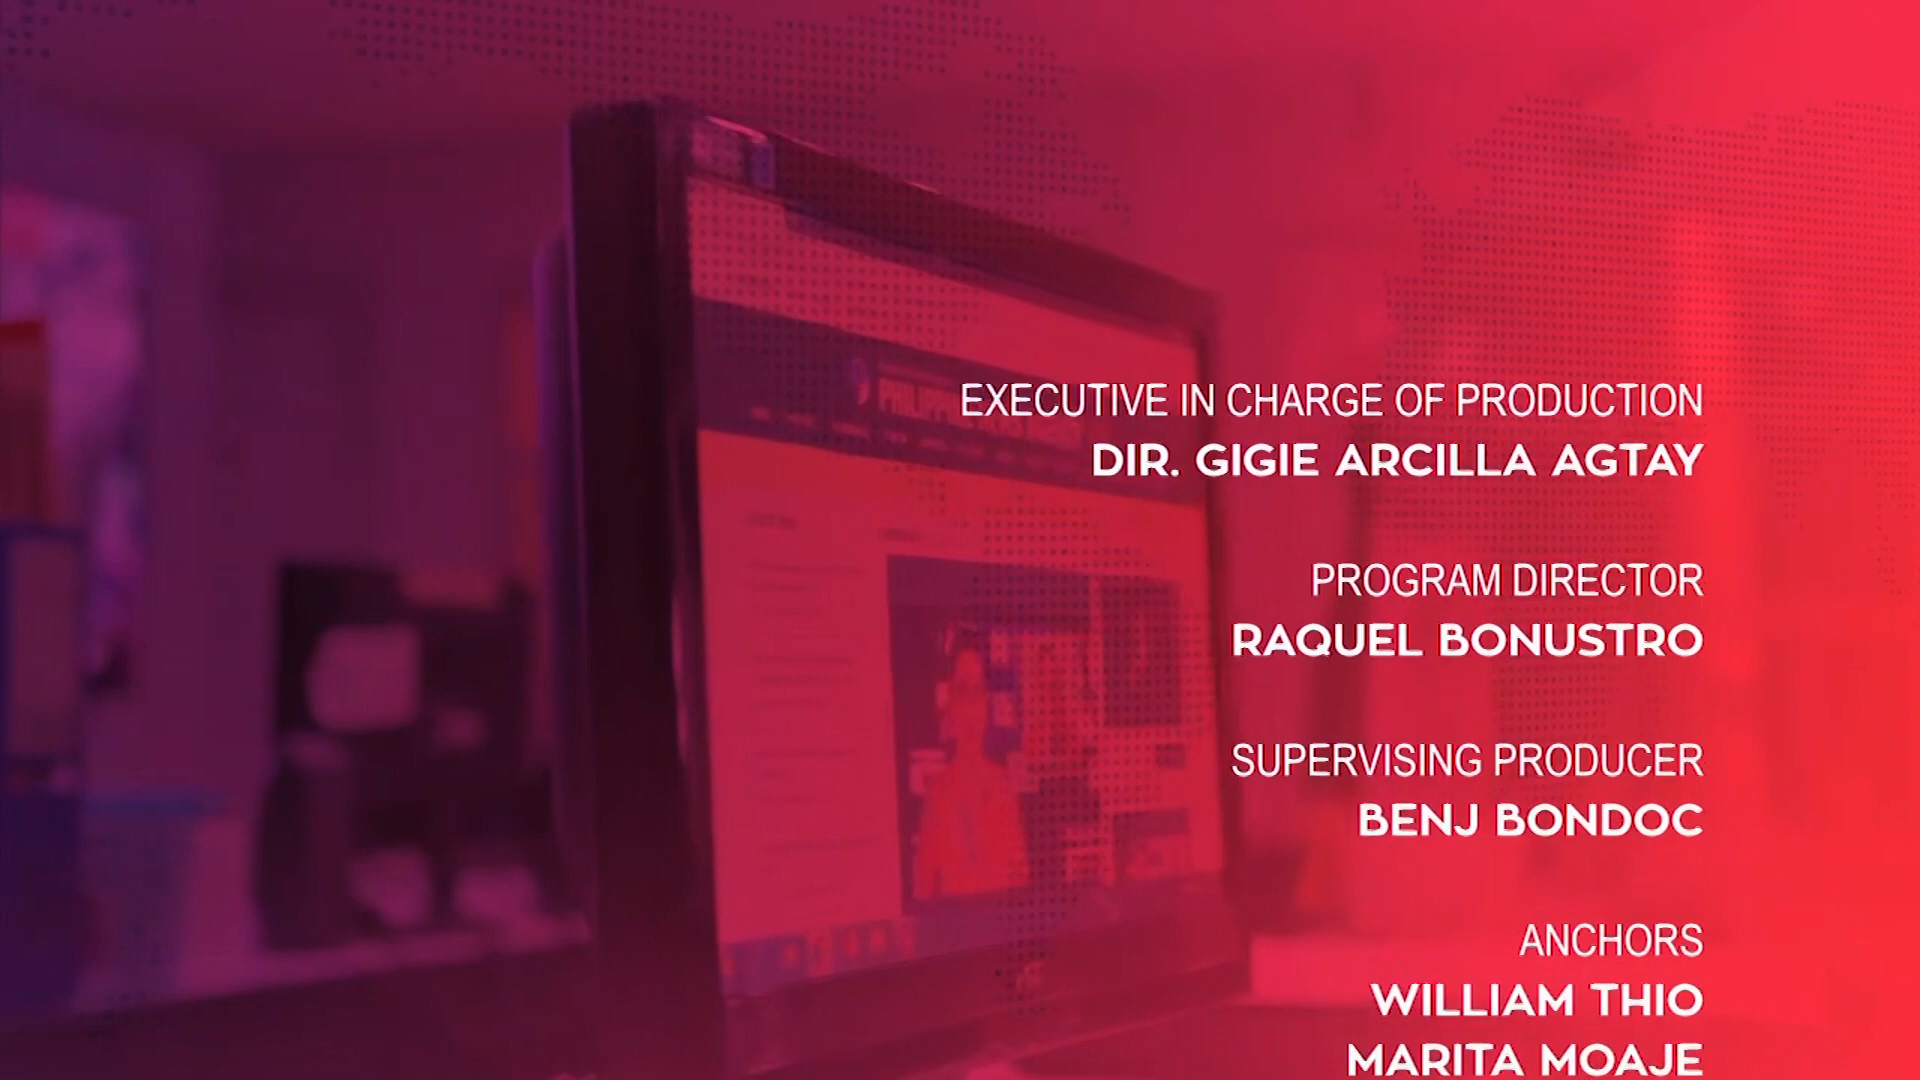 EXECUTIVE IN CHARGE OF PRODUCTION
DIR. GIGIE ARCILLA AGTAY
PROGRAM DIRECTOR
RAQUEL BONUSTRO
SUPERVISING PRODUCER
BENJ BONDOC
ANCHORS
WILLIAM THIO
MARITA MOAJE